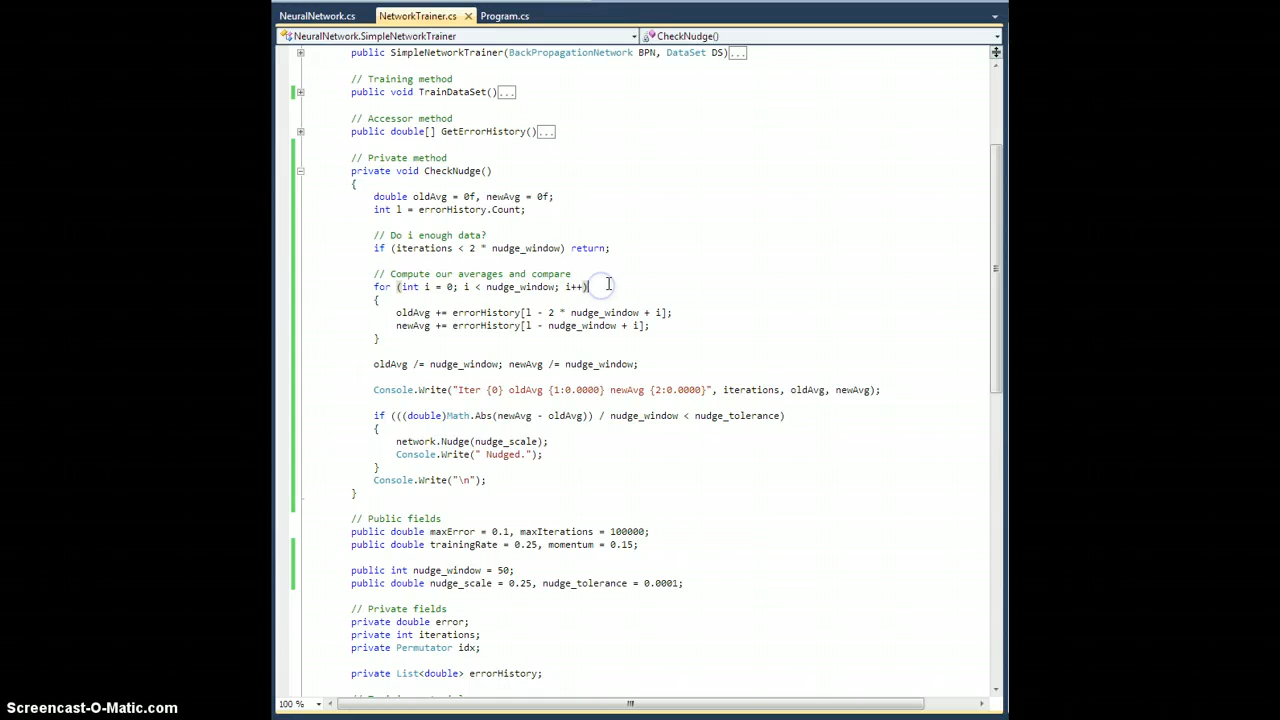 NeuralNetwork.cs NetworkTrainer.cs Program.cs
NeuralNetwork.SimpleNetworkTrainer CheckNudge()
public SimpleNetworkTrainer(BackPropagationNetwork BPN, DataSet DS)...
// Training method
public void TrainDataSet()...
// Accessor method
public double[] GetErrorHistory()...
// Private method
private void CheckNudge()
{
double oldAvg = 0f, newAvg = 0f;
int l = errorHistory.Count;
// Do i enough data?
if (iterations < 2 * nudge_window) return;
// Compute our averages and compare
for (int i = 0; i < nudge_window; i++)
{
oldAvg += errorHistory[l - 2 * nudge_window + i];
newAvg += errorHistory[l - nudge_window + i];
}
oldAvg /= nudge_window; newAvg /= nudge_window;
Console.Write("Iter {0} oldAvg {1:0.0000} newAvg {2:0.0000}", iterations, oldAvg, newAvg);
if (((double)Math.Abs(newAvg - oldAvg)) / nudge_window < nudge_tolerance)
{
network.Nudge(nudge_scale);
Console.Write(" Nudged.");
}
Console.Write("\n");
}
// Public fields
public double maxError = 0.1, maxIterations = 100000;
public double trainingRate = 0.25, momentum = 0.15;
public int nudge_window = 50;
public double nudge_scale = 0.25, nudge_tolerance = 0.0001;
// Private fields
private double error;
private int iterations;
private Permutator idx;
private List<double> errorHistory;
100 %
Screencast-O-Matic.com